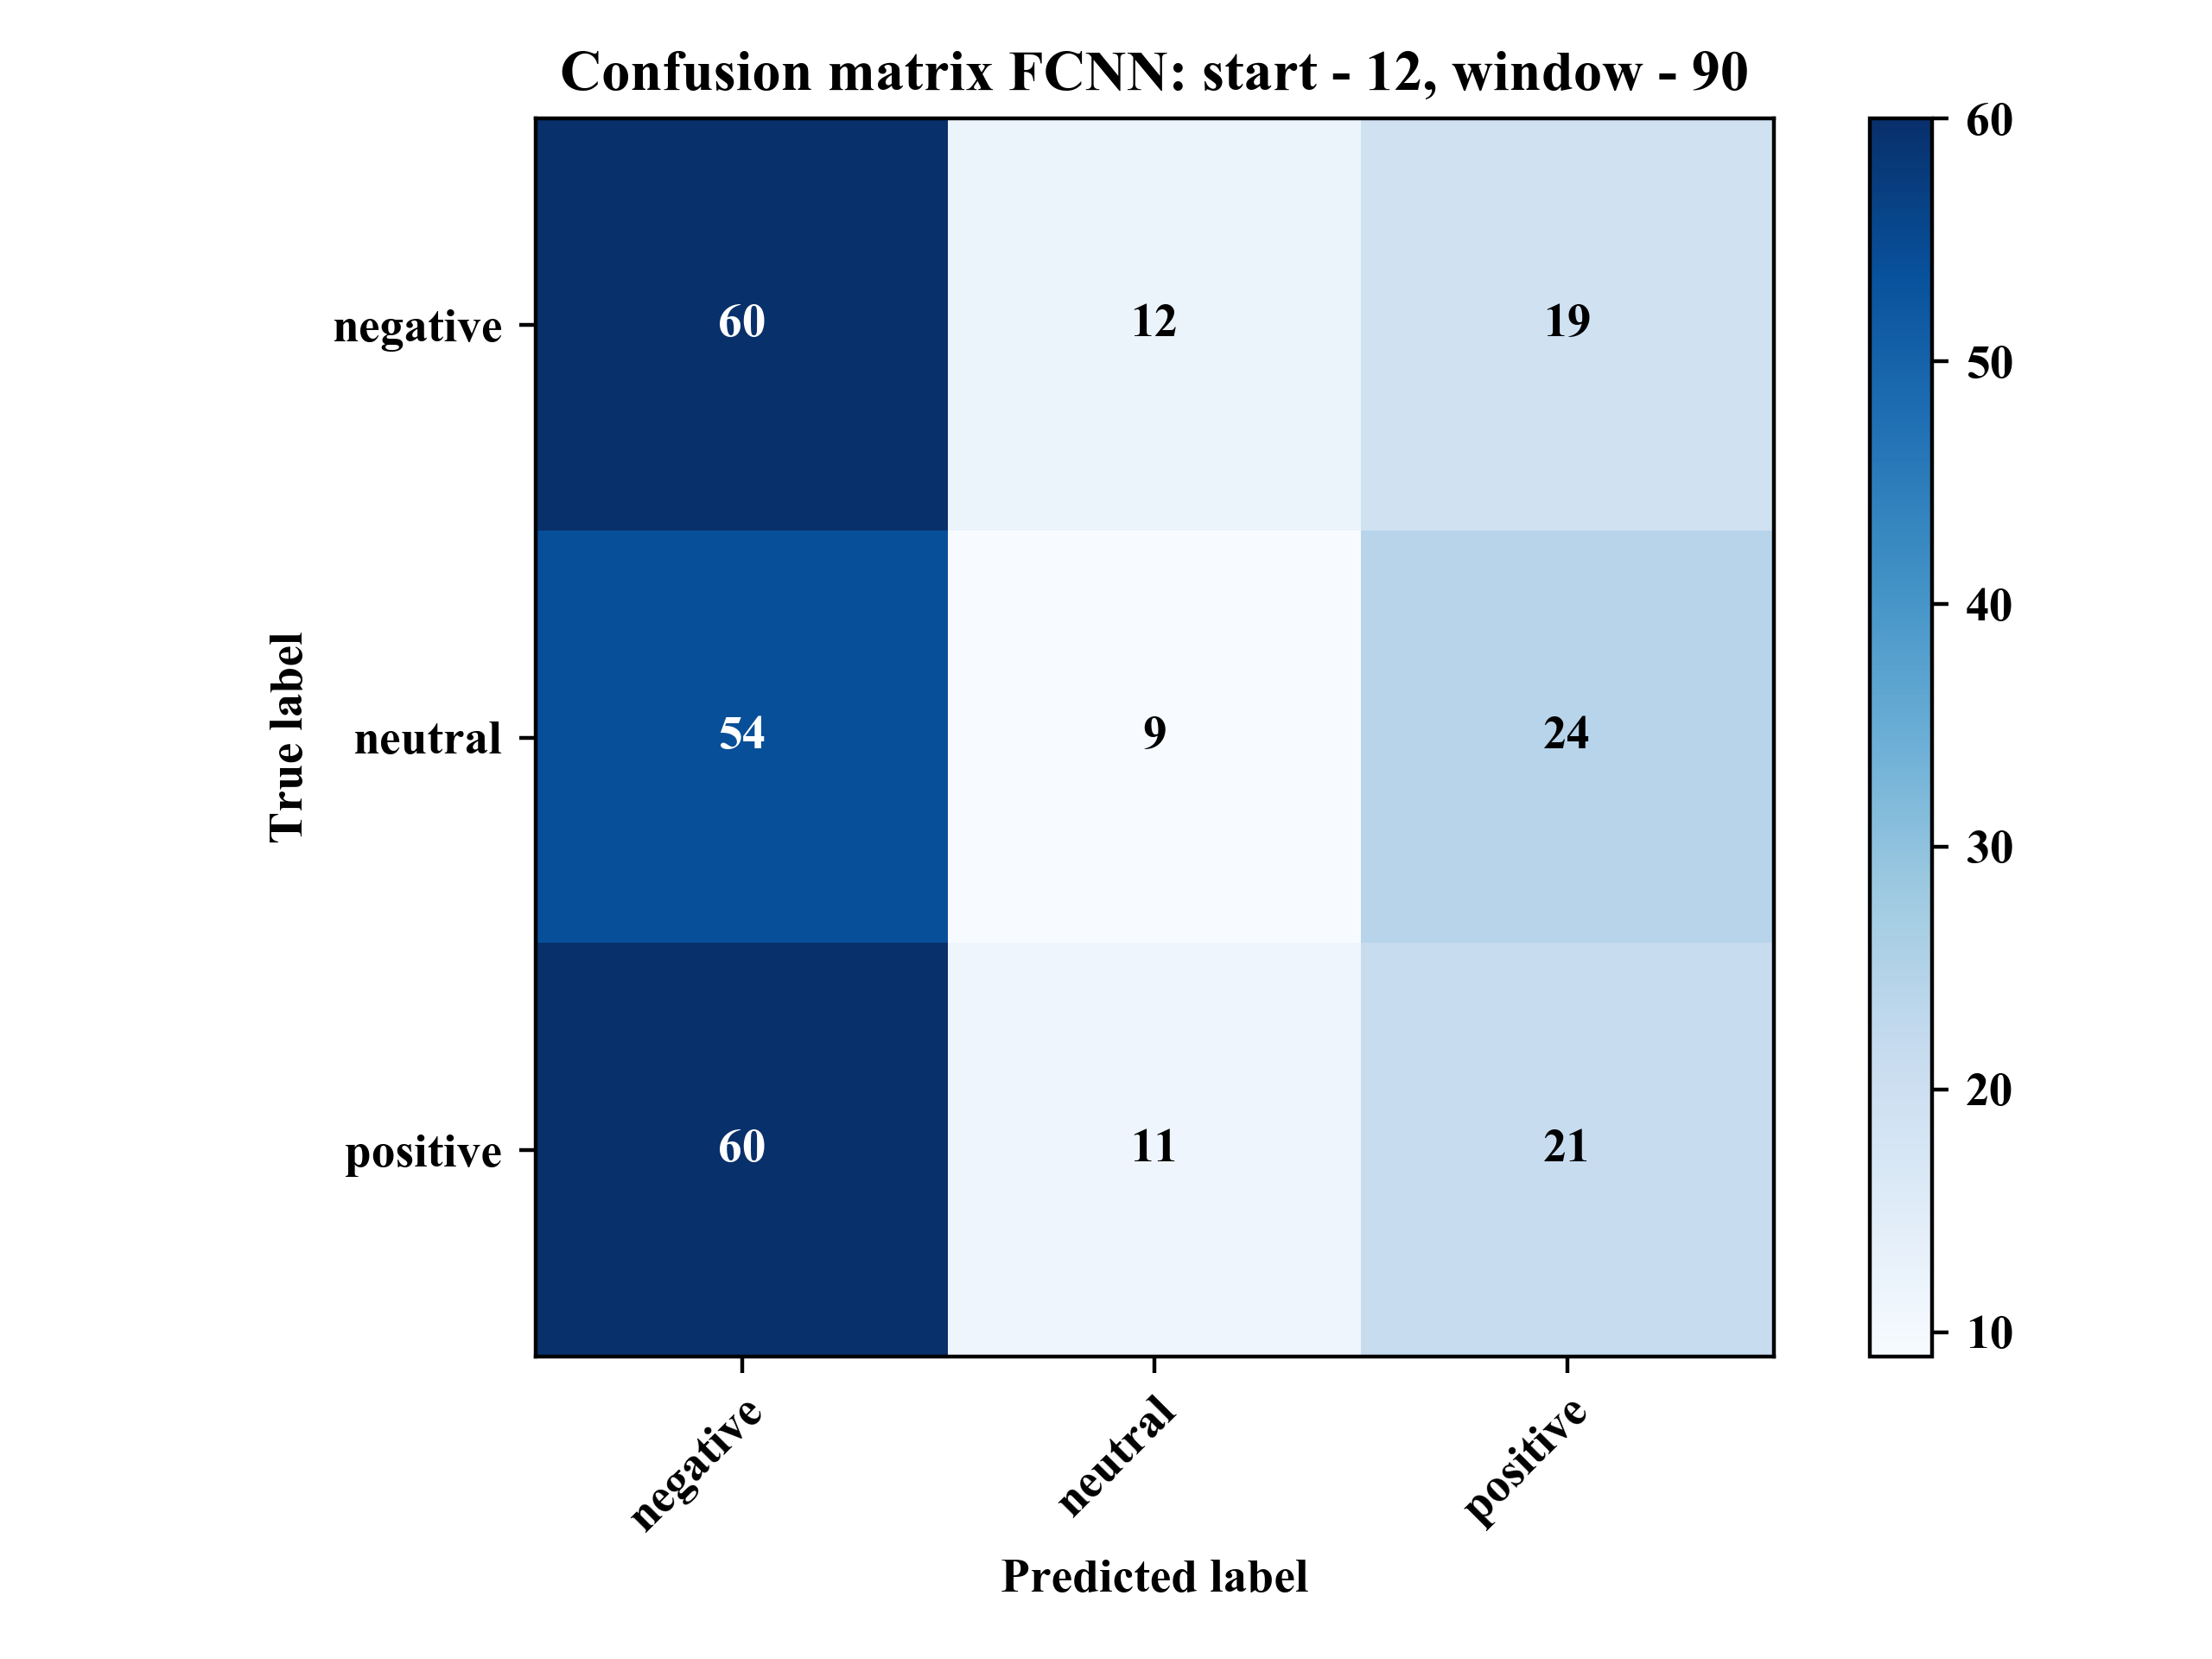 Confusion matrix FCNN: start - 12, window - 90
60
negative
60
12
19
50
40
True label
neutral
54
9
24
30
20
positive
60
11
21
10
negative
neutral
positive
Predicted label